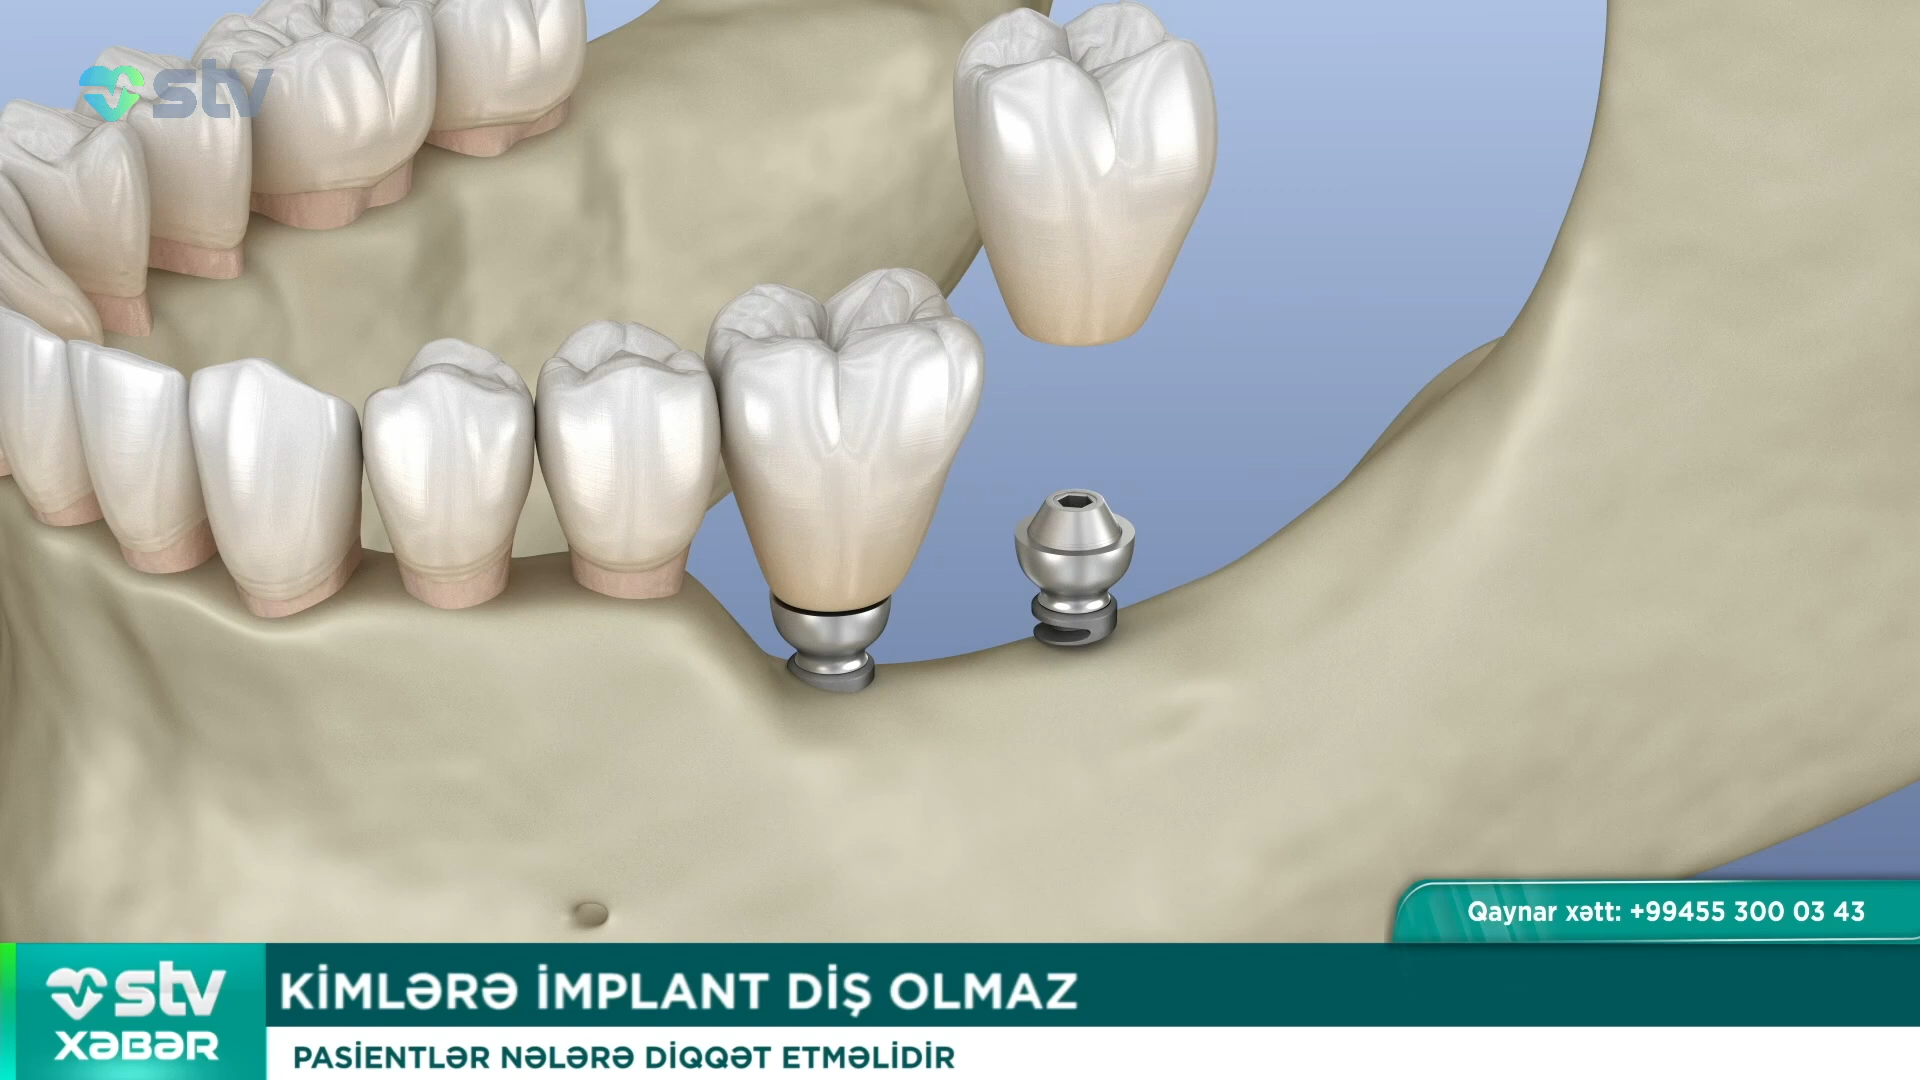 stv
Qaynar xətt: +99455 300 03 43
stv
XƏBƏR
KİMLƏRƏ İMPLANT DİŞ OLMAZ
PASİENTLƏR NƏLƏRƏ DİQQƏT ETMƏLİDİR